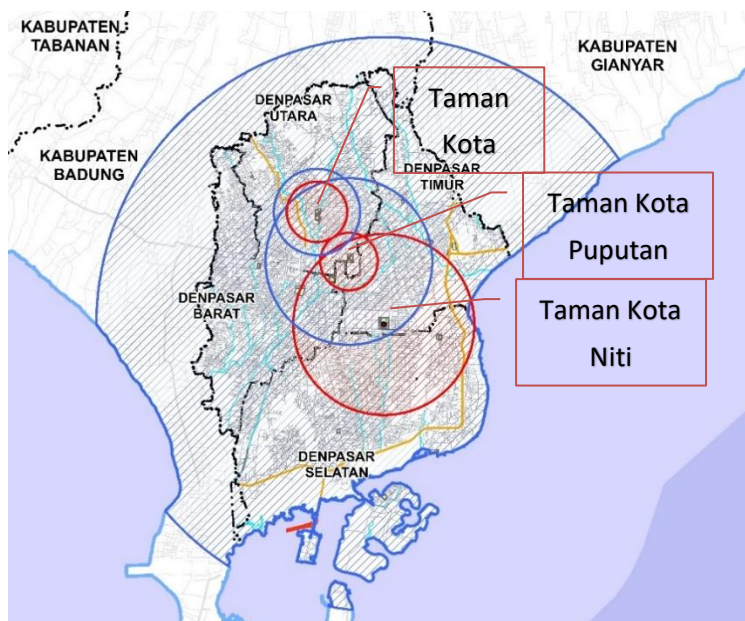 KABUPATEN
TABANAN
KABUPATEN
GIANYAR
DENPASAR
UTARA
Taman
Kota
KABUPATEN
BADUNG
DENPASAR
TIMUR
Taman Kota
Puputan
DENPASAR
BARAT
Taman Kota
Niti
DENPASAR
SELATAN